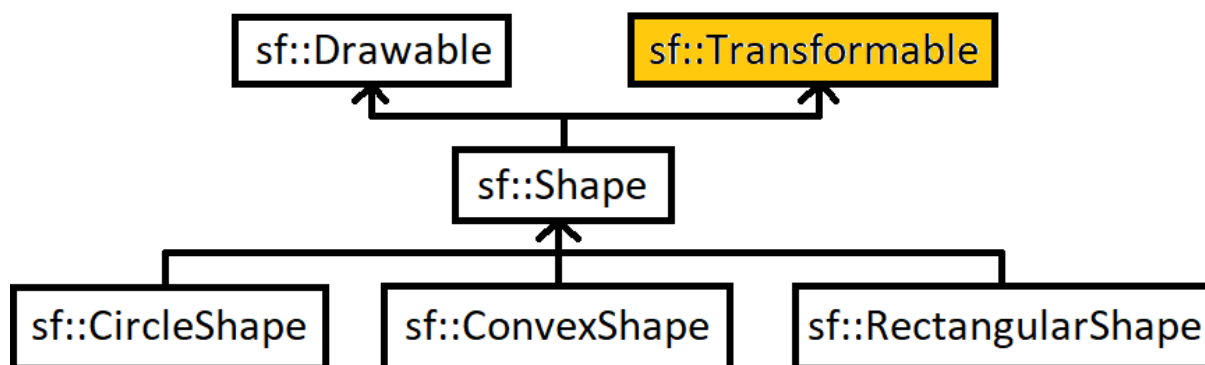 sf::Drawable
sf::Transformable
sf::Shape
sf::CircleShape
sf::ConvexShape
sf::RectangularShape